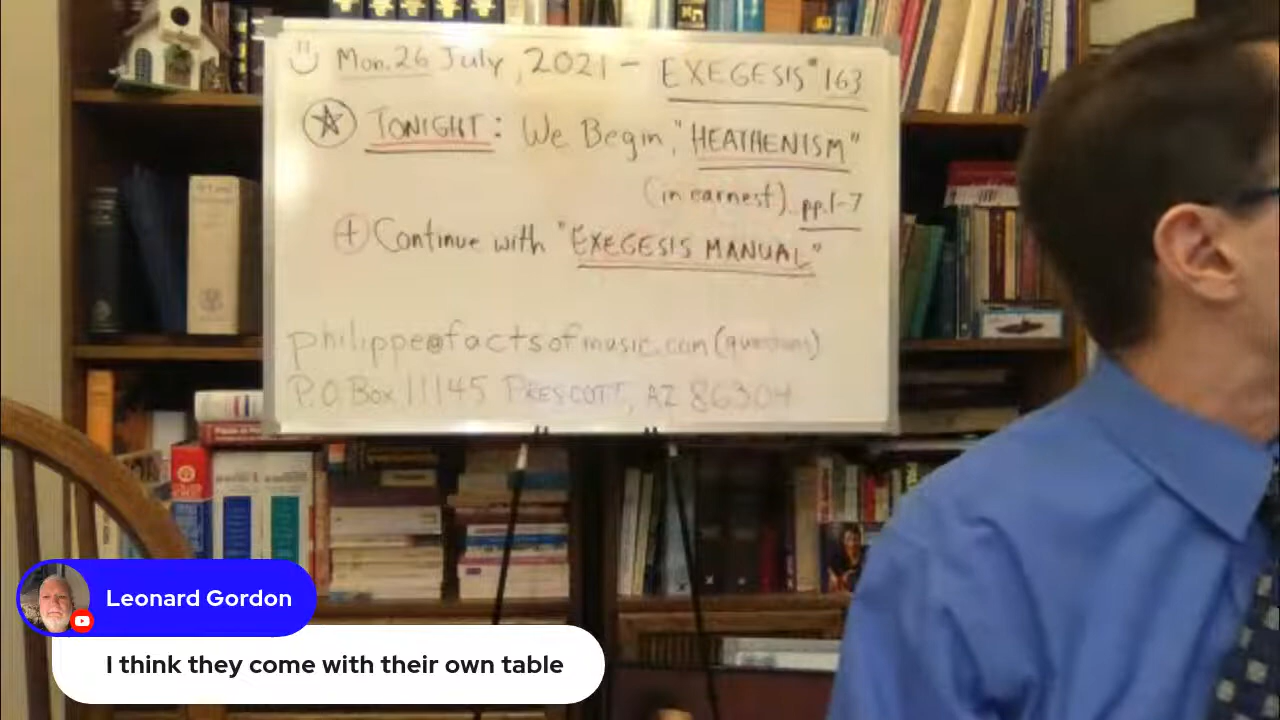 Mon. 26 July, 2021 - EXEGESIS #163
TONIGHT: We Begin "HEATHENISM"
(in earnest) pp. 1-7
+ Continue with "EXEGESIS MANUAL"
philippe@factsofmusic.com (questions)
P.O. Box 11145 PRESCOTT, AZ 86304
Leonard Gordon
I think they come with their own table